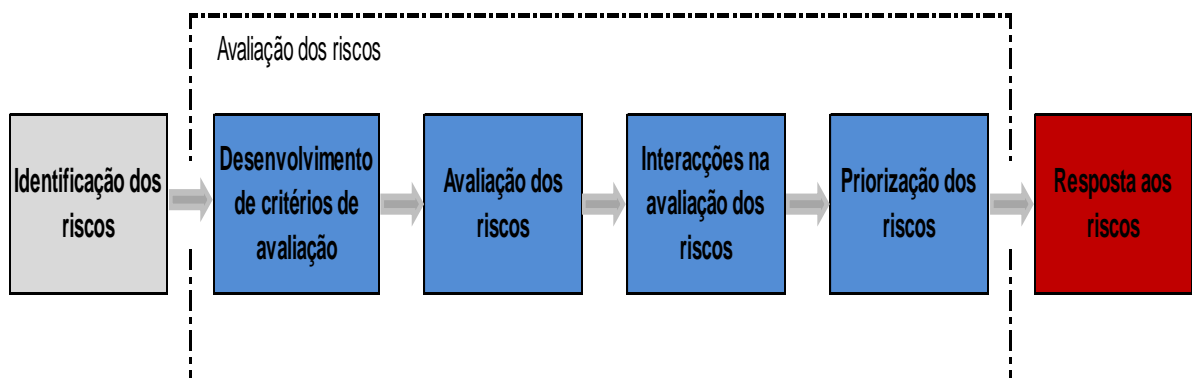 Avaliação dos riscos
Identificação dos
riscos
Desenvolvimento
de critérios de
avaliação
Avaliação dos
riscos
Interacções na
avaliação dos
riscos
Priorização dos
riscos
Resposta aos
riscos